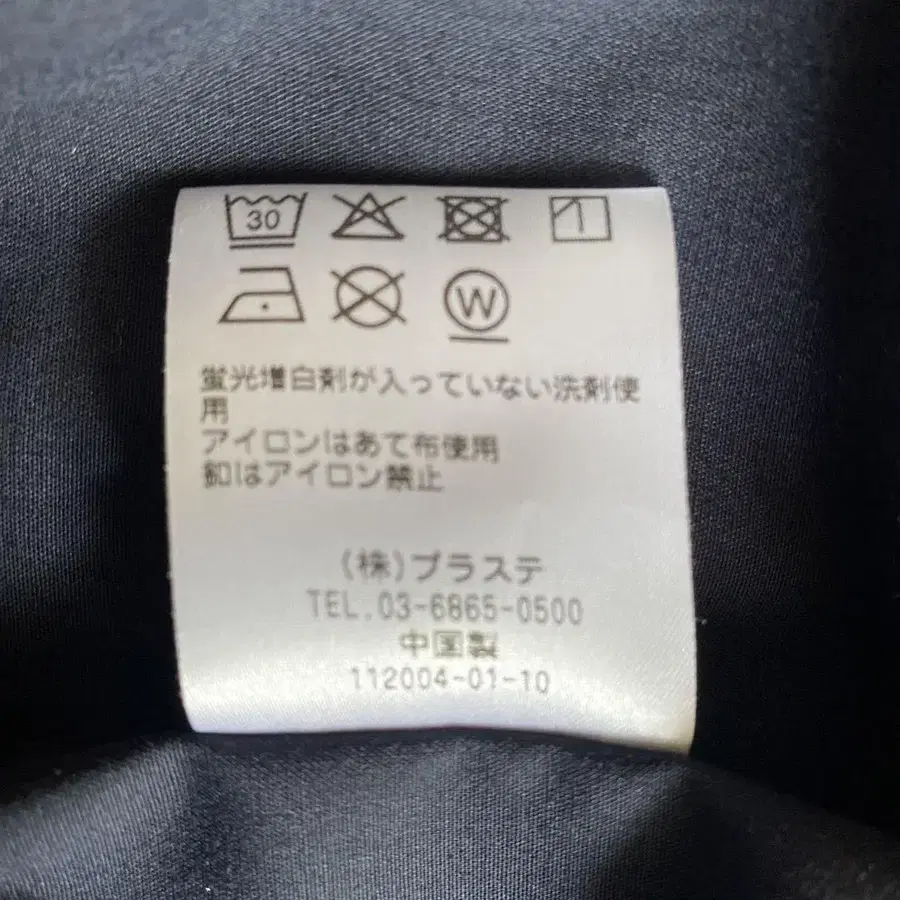 30
W
蛍光増白剤が入っていない洗剤使
用
アイロンはあて布使用
釦はアイロン禁止
(株)プラステ
TEL.03-6865-0500
中国製
112004-01-10